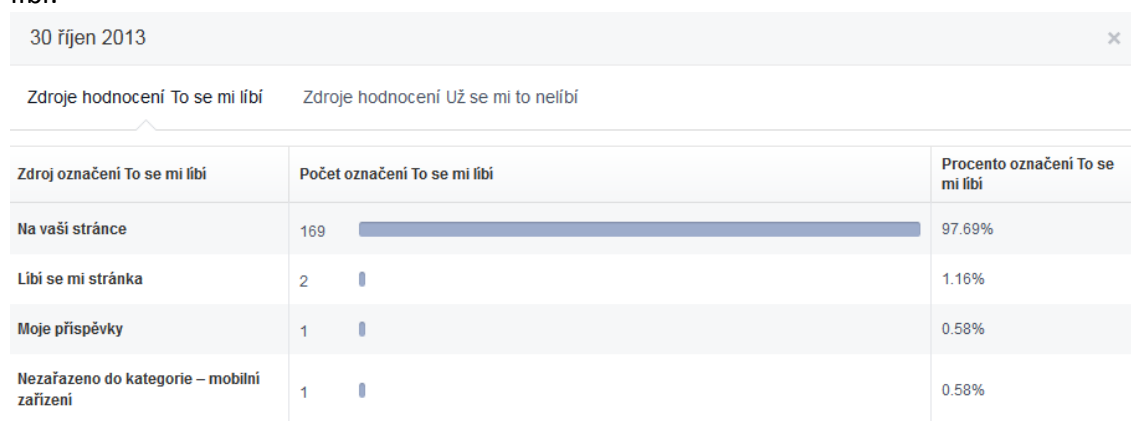 30 říjen 2013 ×
Zdroje hodnocení To se mi líbí Zdroje hodnocení Už se mi to nelíbí
Zdroj označení To se mi líbí Počet označení To se mi líbí Procento označení To se
mi líbí
Na vaší stránce 169 97.69%
Líbí se mi stránka 2 1.16%
Moje příspěvky 1 0.58%
Nezařazeno do kategorie – mobilní
zařízení 1 0.58%